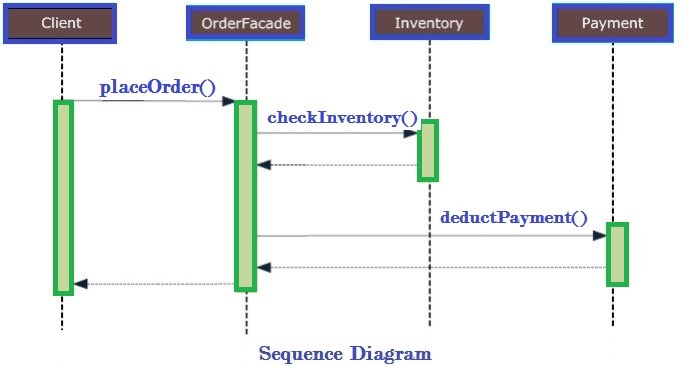 Client
OrderFacade
Inventory
Payment
placeOrder()
checkInventory()
deductPayment()
Sequence Diagram